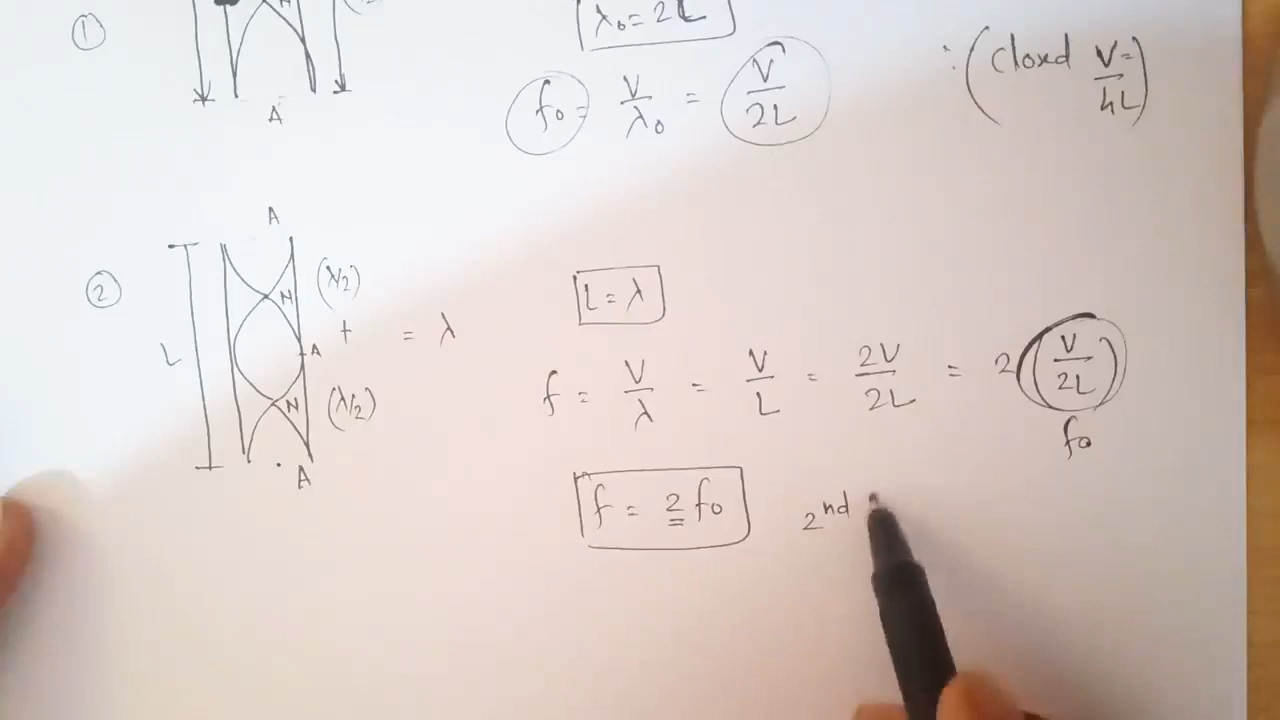 ①
N
A
λ₀ = 2L
f₀ = V/λ₀ = V/2L
∴ (Closed V = /4L)
②
A
L
N
(λ/2)
+ = λ
A
N
(λ/2)
A
L = λ
f = V/λ = V/L = 2V/2L = 2(V/2L)
f₀
f = 2f₀
2nd